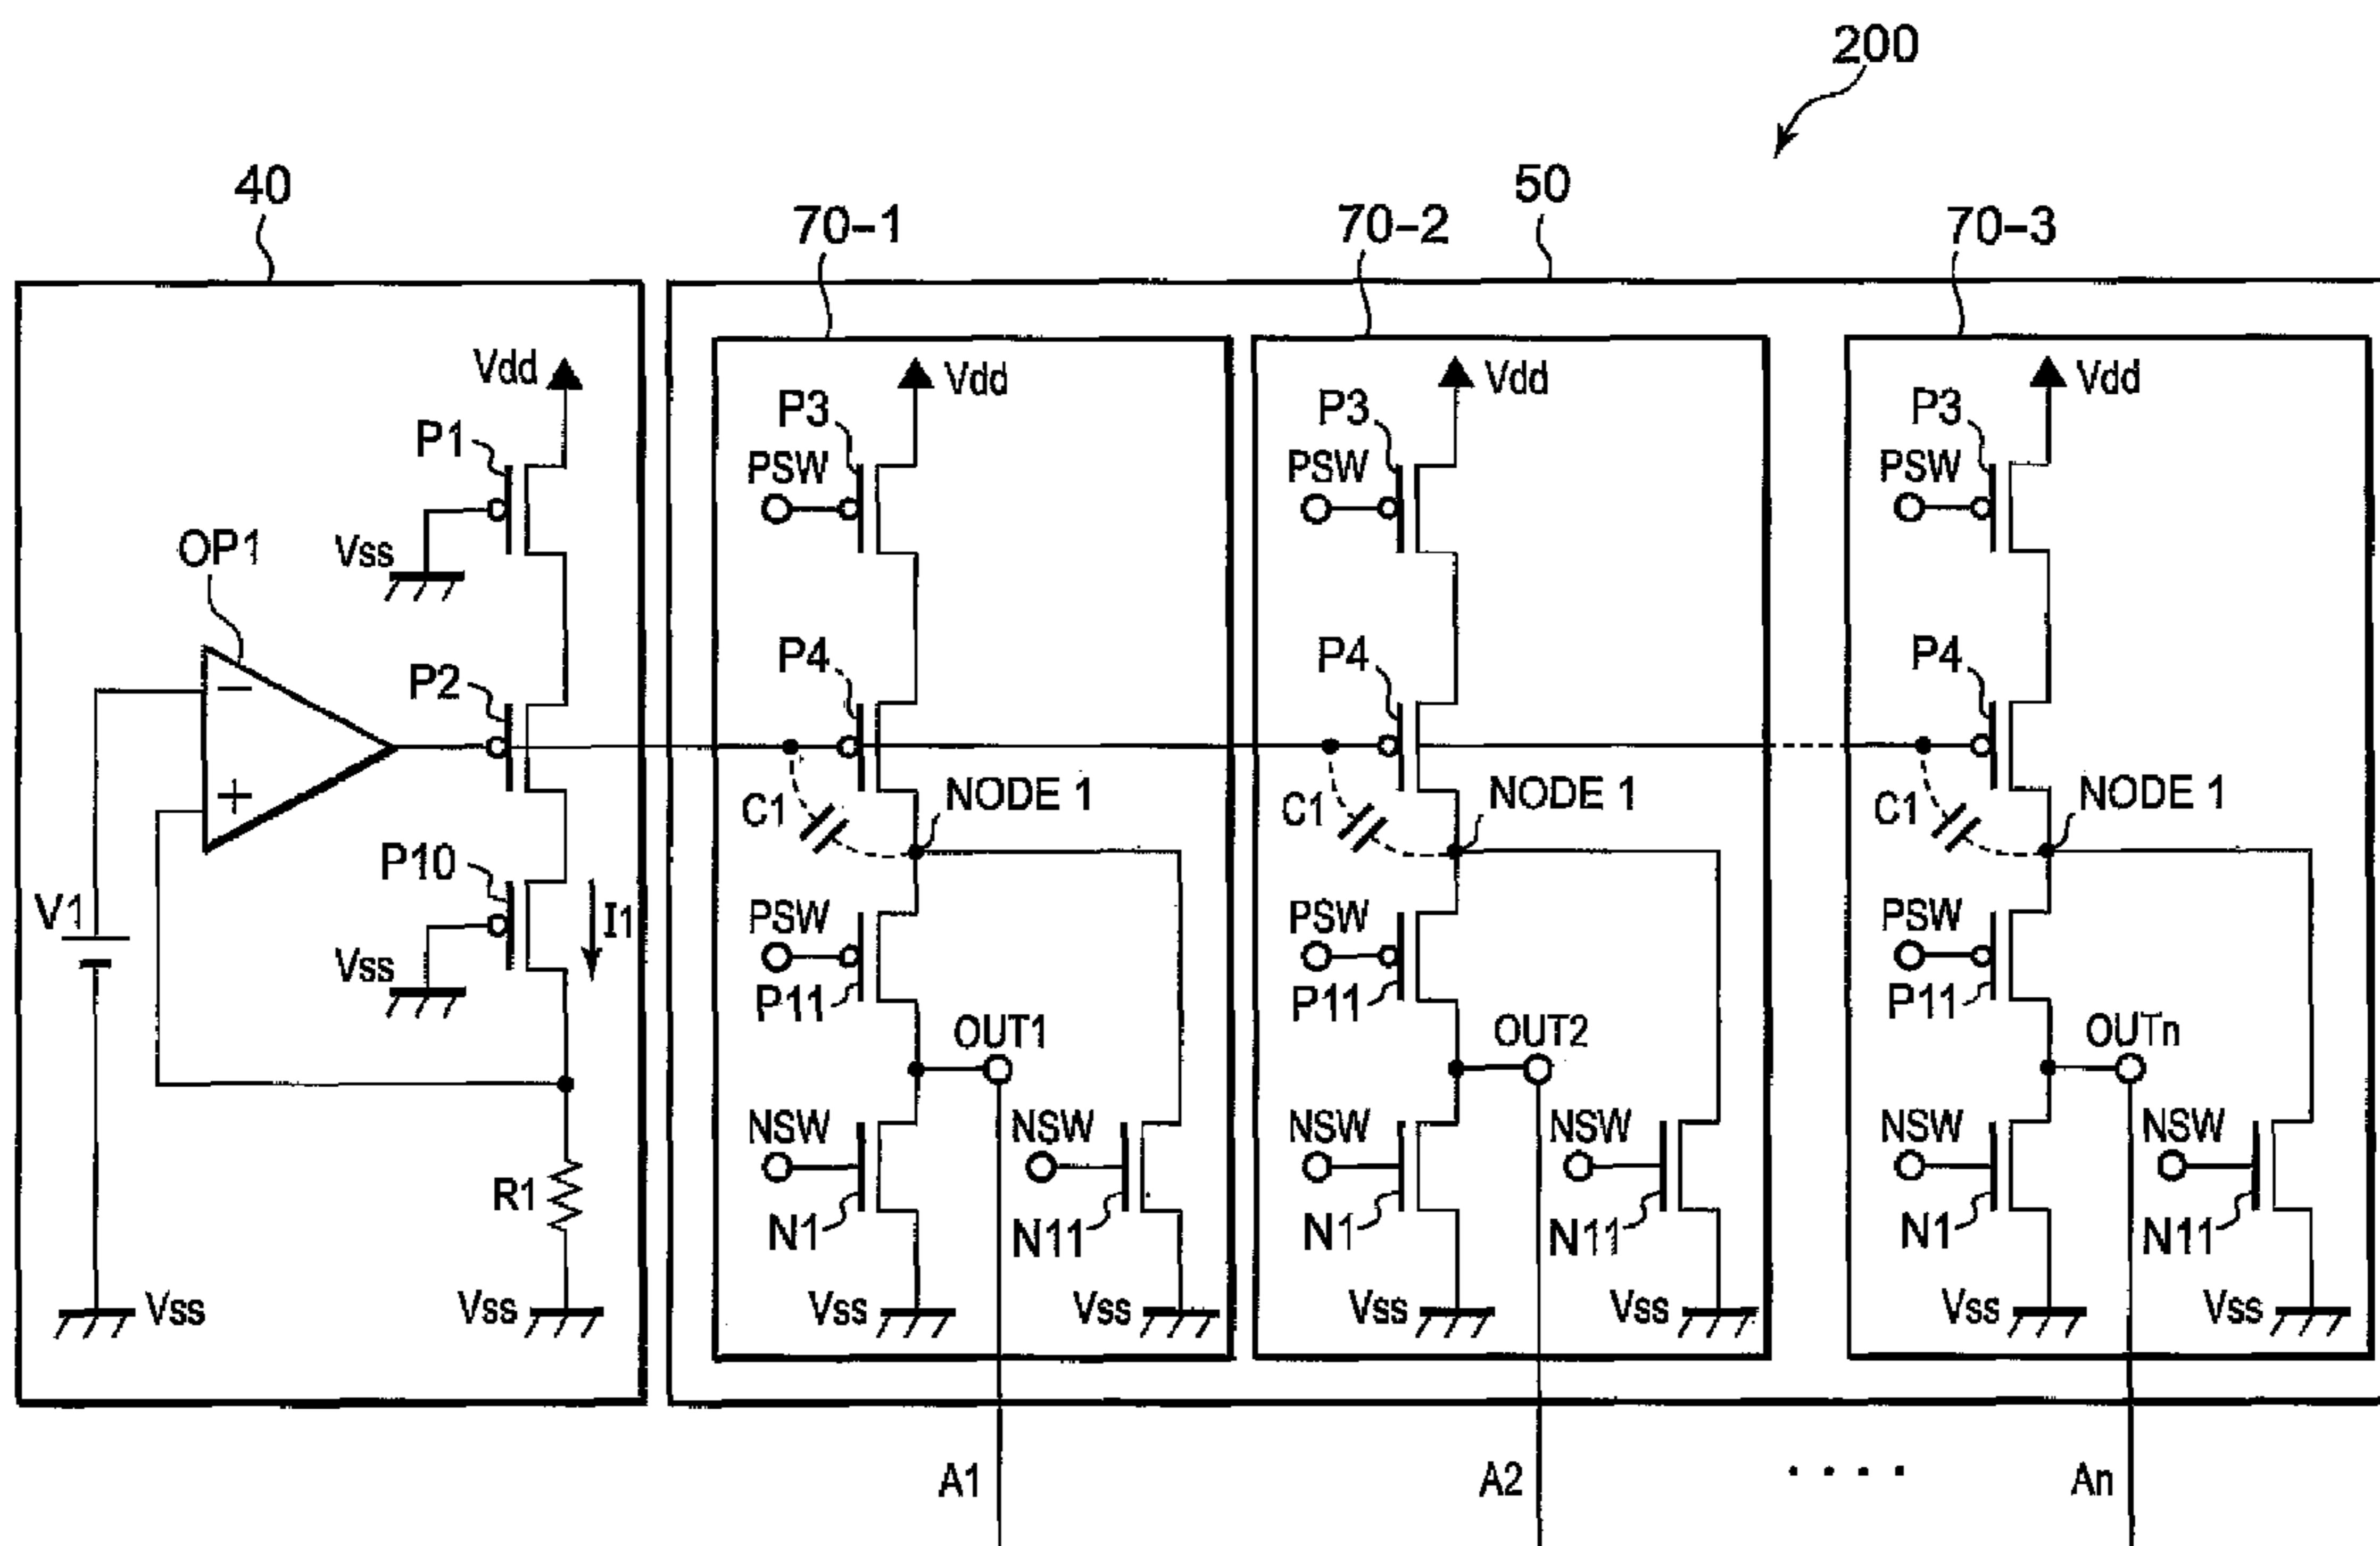 200
40
70-1
70-2
50
70-3
Vdd
Vdd
Vdd
Vdd
P3
P3
P3
P1
PSW
PSW
PSW
OP1
Vss
P2
P4
P4
P4
−
+
C1
NODE 1
C1
NODE 1
C1
NODE 1
P10
V1
I1
PSW
PSW
PSW
Vss
P11
P11
P11
OUT1
OUT2
OUTn
NSW
NSW
NSW
NSW
NSW
NSW
R1
N1
N11
N1
N11
N1
N11
Vss
Vss
Vss
Vss
Vss
Vss
Vss
Vss
A1
A2
· · · ·
An